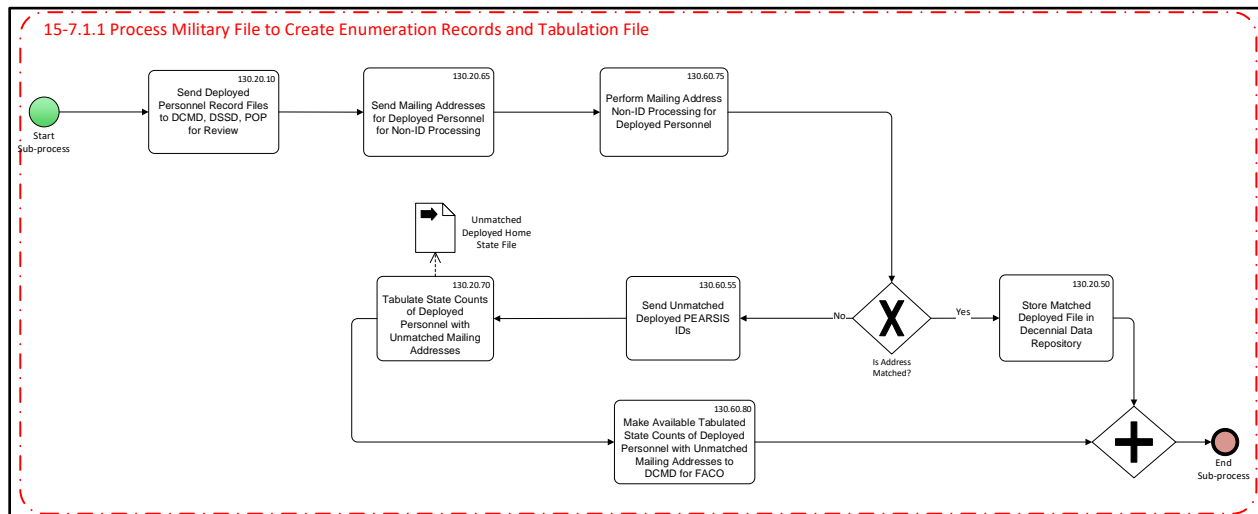 15-7.1.1 Process Military File to Create Enumeration Records and Tabulation File
130.20.10
Send Deployed
Personnel Record Files
to DCMD, DSSD, POP
for Review
130.20.65
Send Mailing Addresses
for Deployed Personnel
for Non-ID Processing
130.60.75
Perform Mailing Address
Non-ID Processing for
Deployed Personnel
Start
Sub-process
Unmatched
Deployed Home
State File
130.20.70
Tabulate State Counts
of Deployed
Personnel with
Unmatched Mailing
Addresses
130.60.55
Send Unmatched
Deployed PEARSIS
IDs
No
X
Yes
Is Address
Matched?
130.20.50
Store Matched
Deployed File in
Decennial Data
Repository
130.60.80
Make Available Tabulated
State Counts of Deployed
Personnel with Unmatched
Mailing Addresses to
DCMD for FACO
End
Sub-process